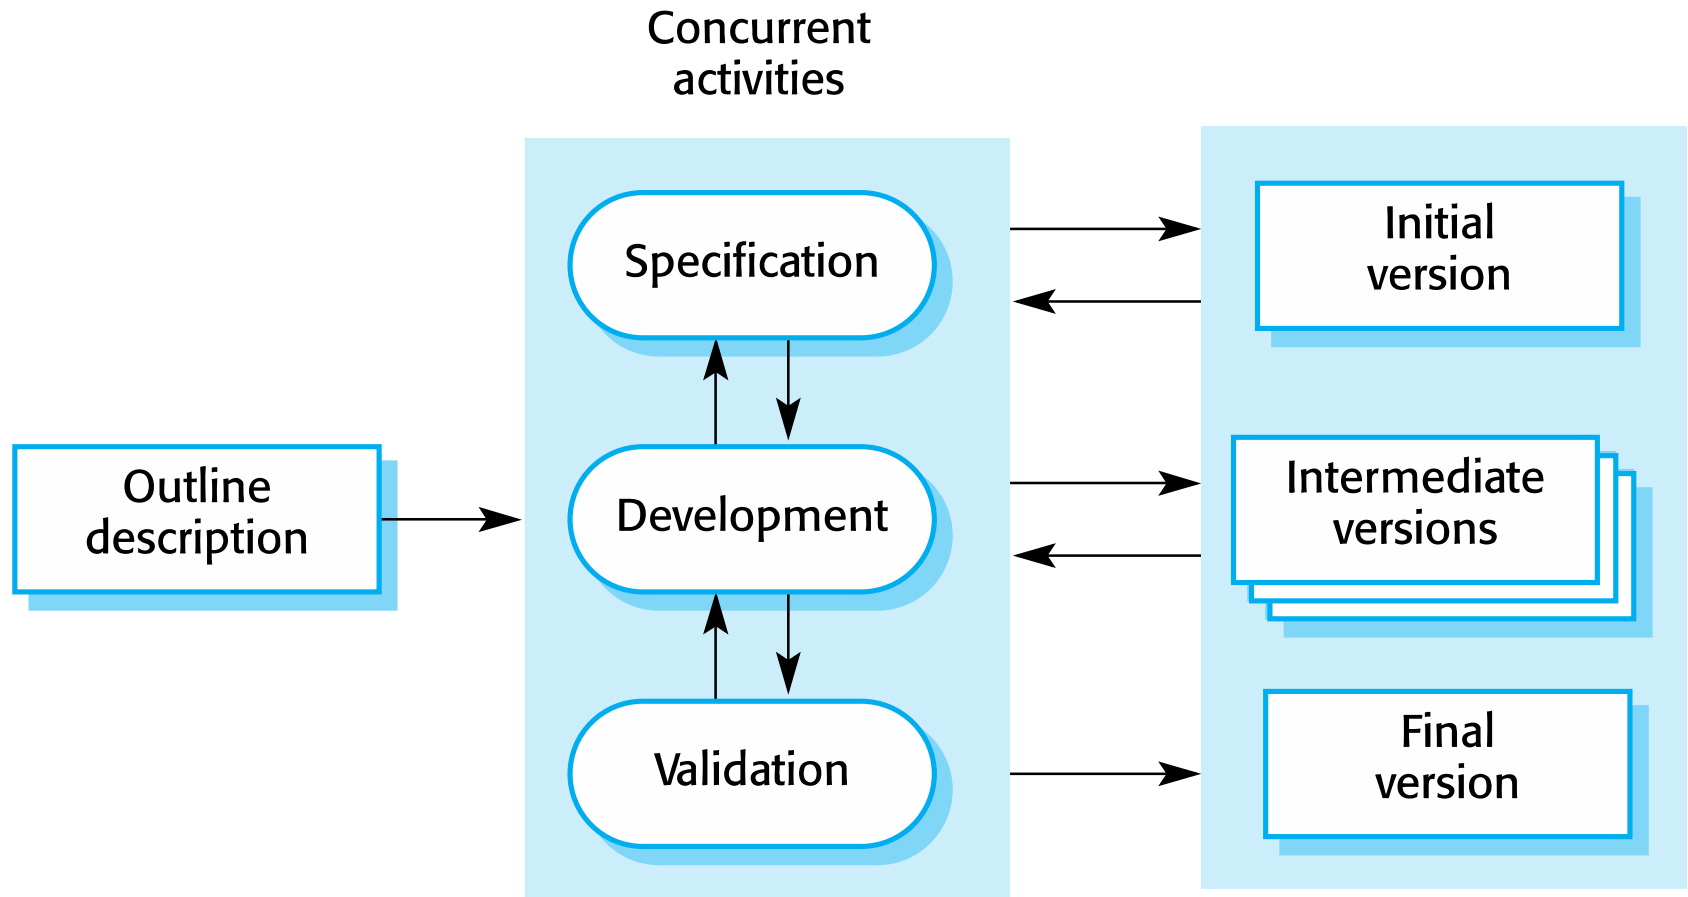 Concurrent
activities
Outline
description
Specification
Development
Validation
Initial
version
Intermediate
versions
Final
version